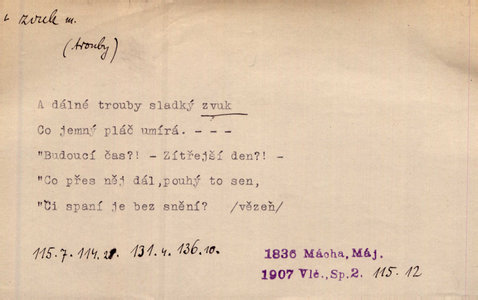 zvuk m.
(trouby)
A dálné trouby sladký zvuk
Co jemný pláč umírá. - - -
"Budoucí čas?! - Zítřejší den?! -
"Co přes něj dál,pouhý to sen,
"Či spaní je bez snění? /vězeň/
115.7. 114.21. 131.4. 136.10.
1836 Mácha, Máj.
1907 Vlč., Sp.2. 115.12